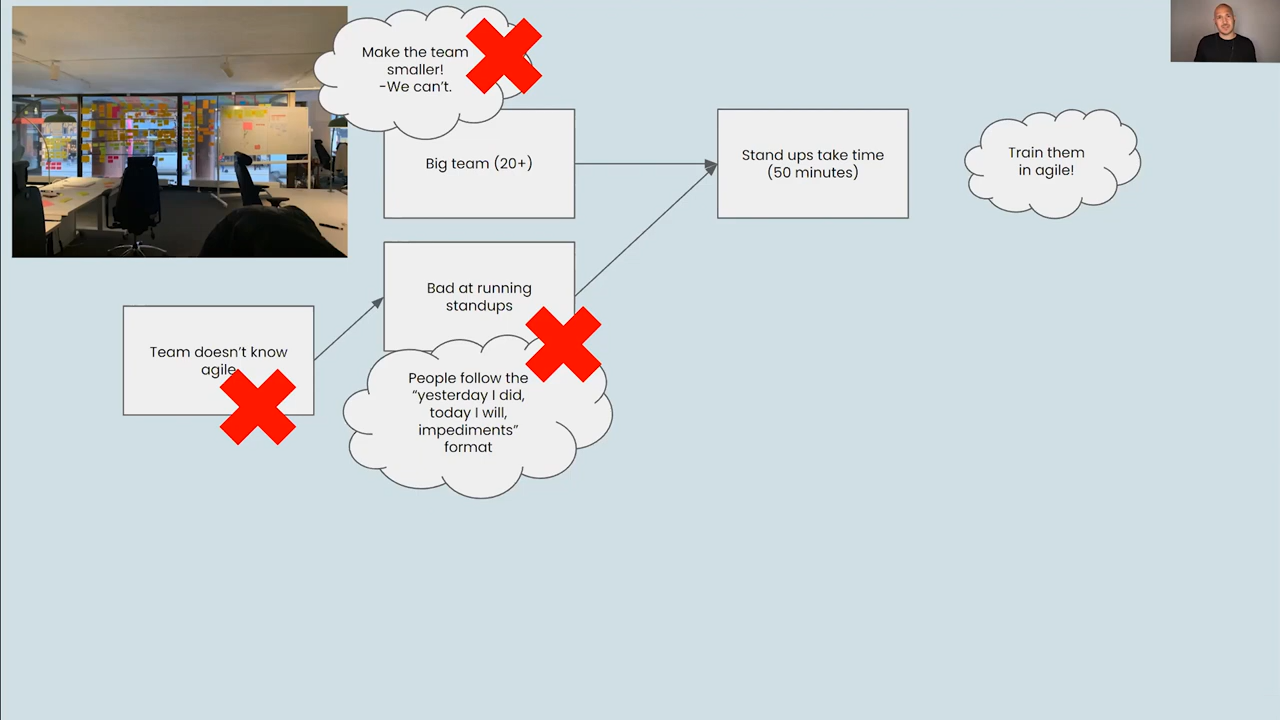 Make the team
smaller!
-We can't.
Big team (20+)
Stand ups take time
(50 minutes)
Train them
in agile!
Bad at running
standups
Team doesn't know
agile
People follow the
"yesterday I did,
today I will,
impediments"
format